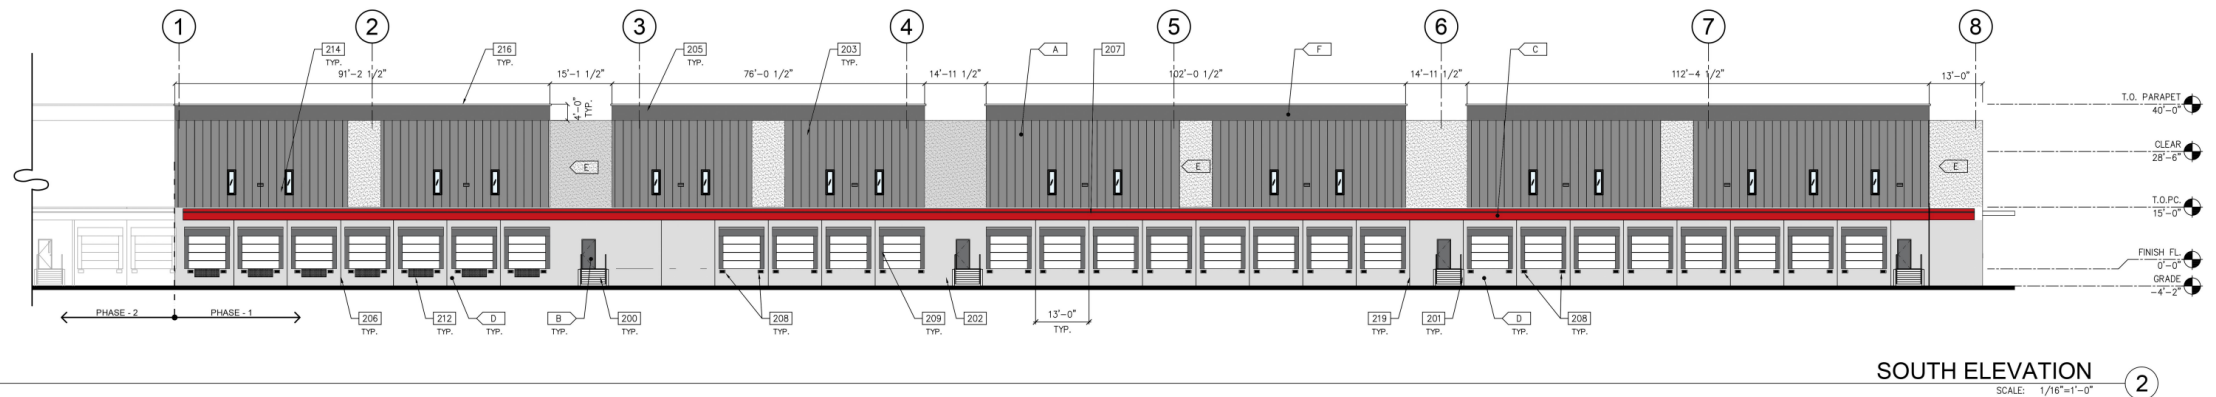 1 2 3 4 5 6 7 8
214 216 205 203 A 207 F C
TYP. TYP. TYP. TYP.
91'-2 1/2" 15'-1 1/2" 76'-0 1/2" 14'-11 1/2" 102'-0 1/2" 14'-11 1/2" 112'-4 1/2" 13'-0"
4'-0"
TYP.
T.O. PARAPET
40'-0"
CLEAR
28'-6"
E E E
T.O.PC.
15'-0"
FINISH FL.
0'-0"
GRADE
-4'-2"
PHASE - 2 PHASE - 1
206 212 D B 200 208 209 202 13'-0" 219 201 D 208
TYP. TYP. TYP. TYP. TYP. TYP. TYP. TYP. TYP. TYP. TYP. TYP.
SOUTH ELEVATION
SCALE: 1/16"=1'-0"
2